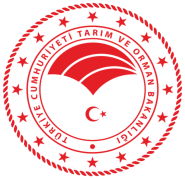 TÜRKİYE CUMHURİYETİ TARIM VE ORMAN BAKANLIĞI